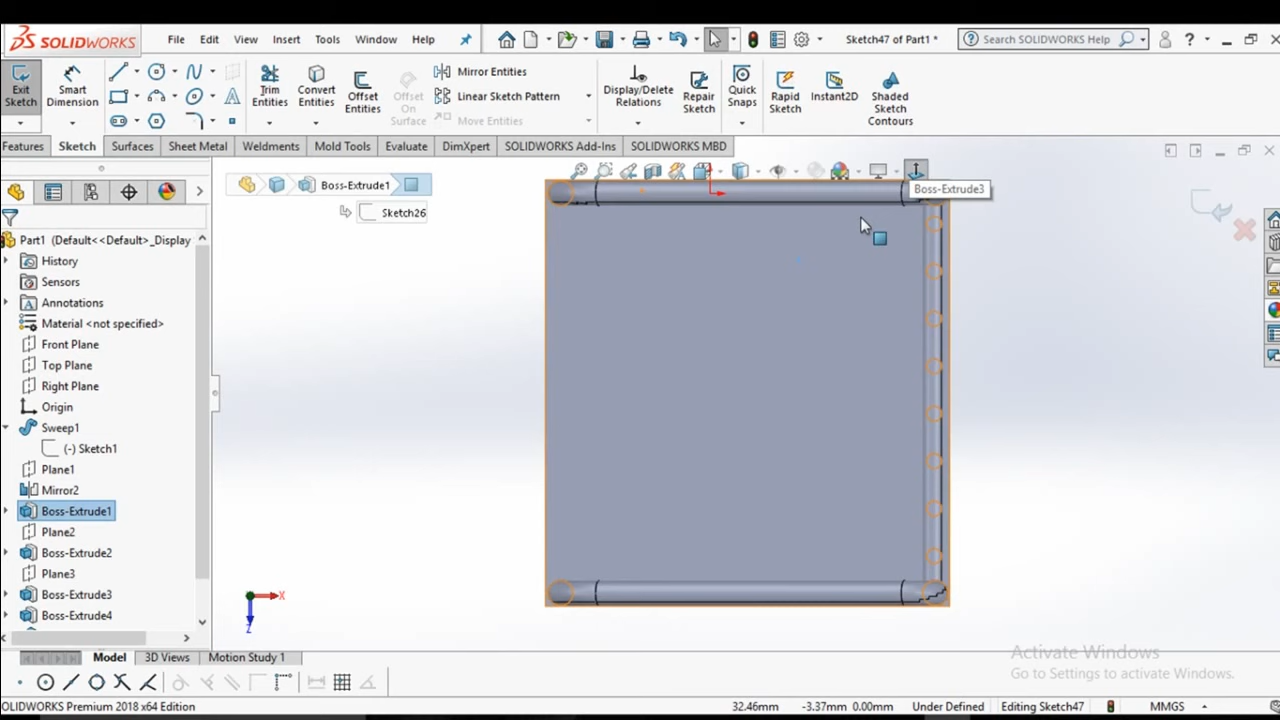 SOLIDWORKS File Edit View Insert Tools Window Help Sketch47 of Part1 * Search SOLIDWORKS Help
Exit Sketch
Smart Dimension
Trim Entities
Convert Entities
Offset Entities
Offset On Surface
Mirror Entities
Linear Sketch Pattern
Move Entities
Display/Delete Relations
Repair Sketch
Quick Snaps
Rapid Sketch
Instant2D
Shaded Sketch Contours
Features Sketch Surfaces Sheet Metal Weldments Mold Tools Evaluate DimXpert SOLIDWORKS Add-Ins SOLIDWORKS MBD
Boss-Extrude1
Sketch26
Boss-Extrude3
Part1 (Default<<Default>_Display
History
Sensors
Annotations
Material <not specified>
Front Plane
Top Plane
Right Plane
Origin
Sweep1
(-) Sketch1
Plane1
Mirror2
Boss-Extrude1
Plane2
Boss-Extrude2
Plane3
Boss-Extrude3
Boss-Extrude4
X
Z
Activate Windows
Go to Settings to activate Windows.
Model 3D Views Motion Study 1
SOLIDWORKS Premium 2018 x64 Edition 32.46mm -3.37mm 0.00mm Under Defined Editing Sketch47 MMGS